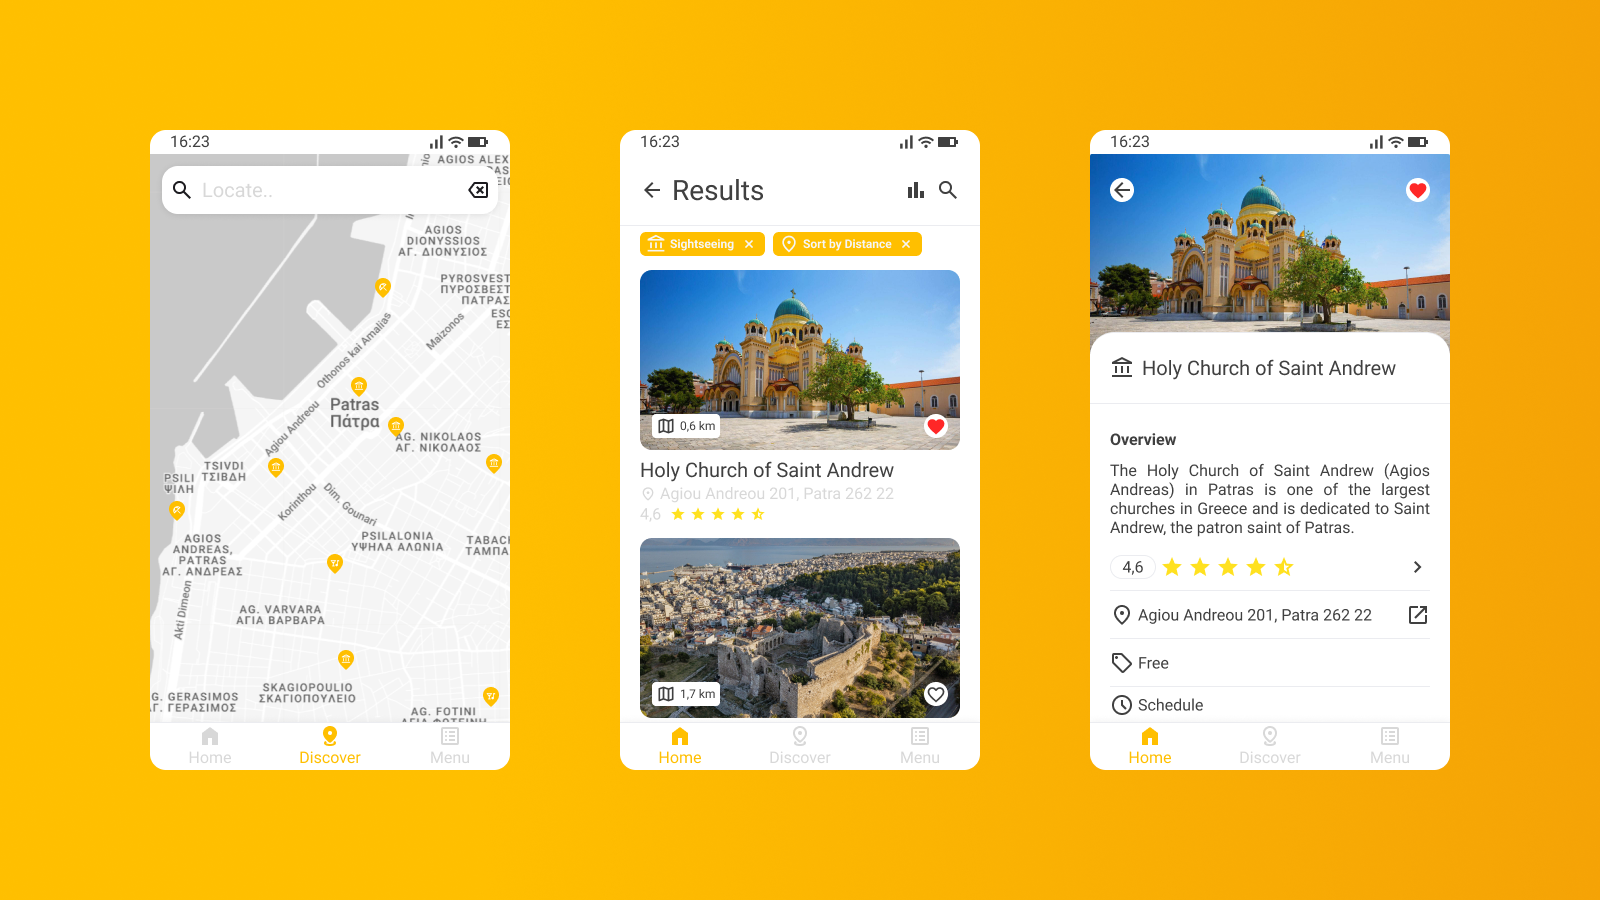 16:23
Locate..
AGIOS ALEX
AGIOS
DIONYSSIOS
ΑΓ. ΔΙΟΝΥΣΙΟΣ
PYROSVEST
ΠΥΡΟΣΒΕΣΤ
ΠΑΤΡΑΣ
Othonos kai Amalias
Maizonos
Patras
Πάτρα
Agiou Andreou
AG. NIKOLAOS
ΑΓ. ΝΙΚΟΛΑΟΣ
TSIVDI
ΤΣΙΒΔΗ
PSILI
ΨΙΛΗ
Korinthou
Dim. Gounari
AGIOS
ANDREAS,
PATRAS
ΑΓ. ΑΝΔΡΕΑΣ
PSILALONIA
ΥΨΗΛΑ ΑΛΩΝΙΑ
TABACH
ΤΑΜΠΑ
Akti Dimeon
AG. VARVARA
ΑΓΙΑ ΒΑΡΒΑΡΑ
SKAGIOPOULIO
ΣΚΑΓΙΟΠΟΥΛΕΙΟ
G. GERASIMOS
Γ. ΓΕΡΑΣΙΜΟΣ
AG. FOTINI
ΑΓΙΑ ΦΩΤΕΙΝΗ
Home
Discover
Menu
16:23
Results
Sightseeing
Sort by Distance
0,6 km
Holy Church of Saint Andrew
Agiou Andreou 201, Patra 262 22
4,6
1,7 km
Home
Discover
Menu
16:23
Holy Church of Saint Andrew
Overview
The Holy Church of Saint Andrew (Agios
Andreas) in Patras is one of the largest
churches in Greece and is dedicated to Saint
Andrew, the patron saint of Patras.
4,6
Agiou Andreou 201, Patra 262 22
Free
Schedule
Home
Discover
Menu